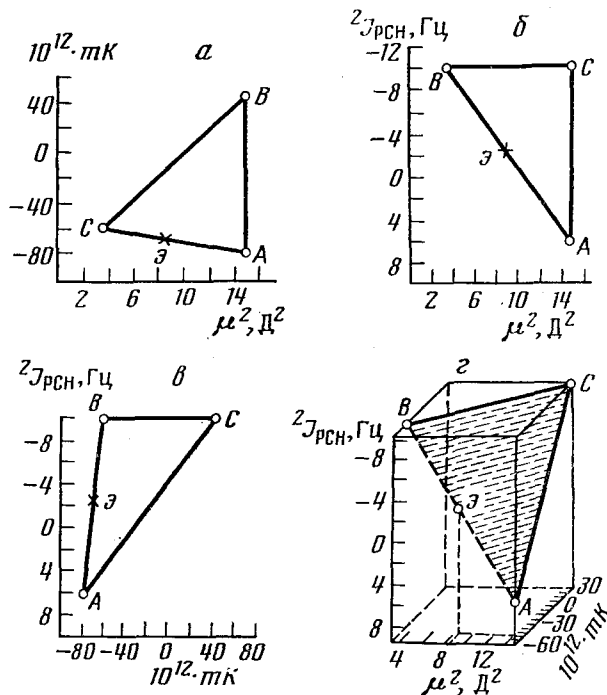 10¹²·mK а
40
0
-40
-80
B
C
э
A
2 6 10 14
μ², Д²
²J_PCH, Гц б
-12
-8
-4
0
4
8
B
C
э
A
2 6 10 14
μ², Д²
²J_PCH, Гц в
-8
-4
0
4
8
B
C
э
A
-80 -40 0 40 80
10¹²·mK
г
²J_PCH, Гц
-8
-4
0
4
8
B
C
Э
A
4 8 12
μ², Д²
30
0
-30
-60
10¹²·mK